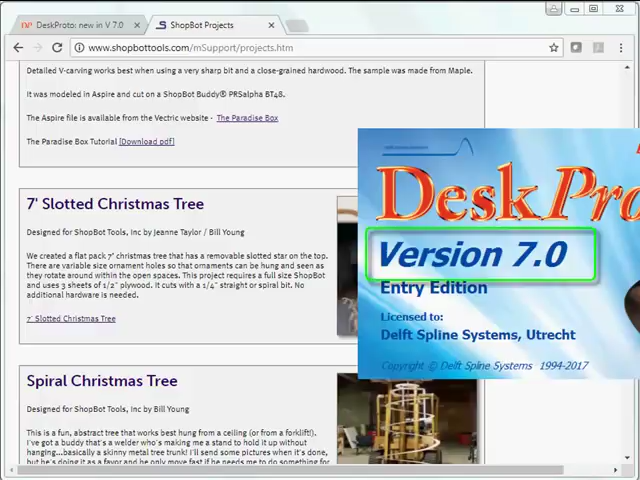 DeskProto: new in V 7.0
ShopBot Projects
www.shopbottools.com/mSupport/projects.htm
Detailed V-carving works best when using a very sharp bit and a close-grained hardwood. The sample was made from Maple.
It was modeled in Aspire and cut on a ShopBot Buddy® PRSalpha BT48.
The Aspire file is available from the Vectric website - The Paradise Box
The Paradise Box Tutorial [Download pdf]
7' Slotted Christmas Tree
Designed for ShopBot Tools, Inc by Jeanne Taylor / Bill Young
We created a flat pack 7' christmas tree that has a removable slotted star on the top.
There are variable size ornament holes so that ornaments can be hung and seen as
they rotate around within the open spaces. This project requires a full size ShopBot
and uses 3 sheets of 1/2" plywood. It cuts with a 1/4" straight or spiral bit. No
additional hardware is needed.
7' Slotted Christmas Tree
Spiral Christmas Tree
Designed for ShopBot Tools, Inc by Bill Young
This is a fun, abstract tree that works best hung from a ceiling (or from a forklift!).
I've got a buddy that's a welder who's making me a stand to hold it up without
hanging...basically a skinny metal tree trunk! I'll send some pictures when it's done,
but he's doing it as a favor and he only may feel if he needs me to do something for
DeskPro
Version 7.0
Entry Edition
Licensed to:
Delft Spline Systems, Utrecht
Copyright © Delft Spline Systems 1994-2017